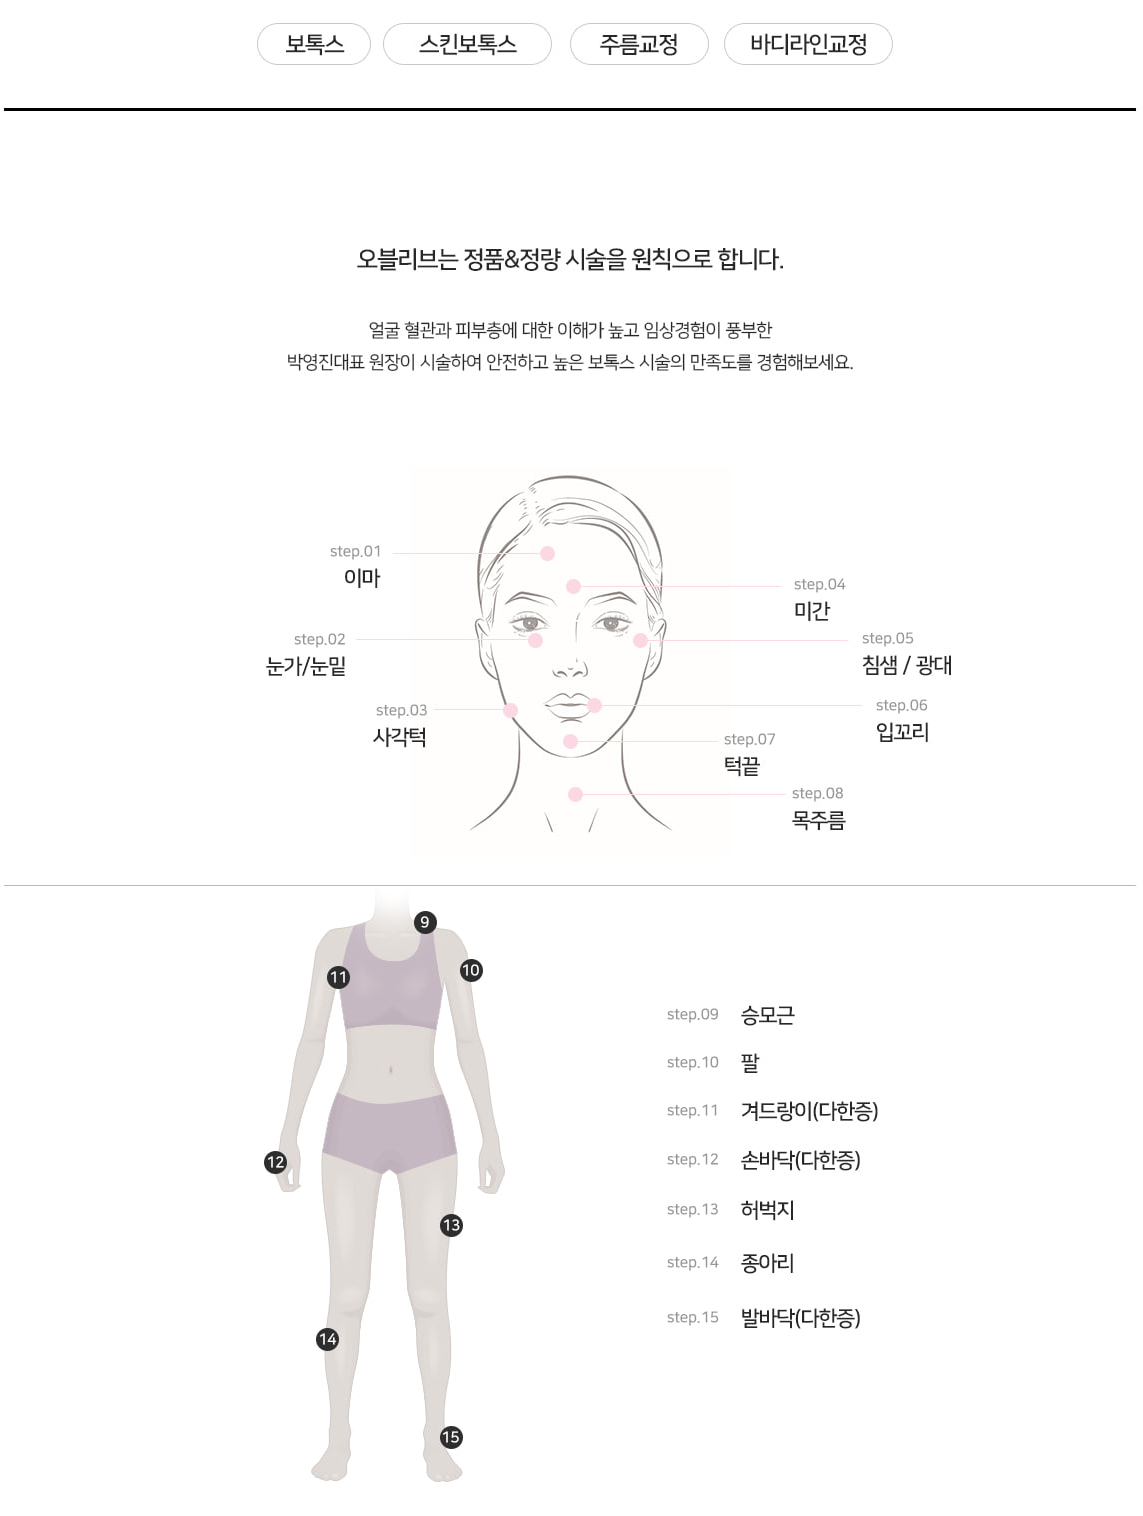 보톡스
스킨보톡스
주름교정
바디라인교정
오블리브는 정품&정량 시술을 원칙으로 합니다.
얼굴 혈관과 피부층에 대한 이해가 높고 임상경험이 풍부한
박영진대표 원장이 시술하여 안전하고 높은 보톡스 시술의 만족도를 경험해보세요.
step.01
이마
step.02
눈가/눈밑
step.03
사각턱
step.04
미간
step.05
침샘 / 광대
step.06
입꼬리
step.07
턱끝
step.08
목주름
9
10
11
12
13
14
15
step.09 승모근
step.10 팔
step.11 겨드랑이(다한증)
step.12 손바닥(다한증)
step.13 허벅지
step.14 종아리
step.15 발바닥(다한증)